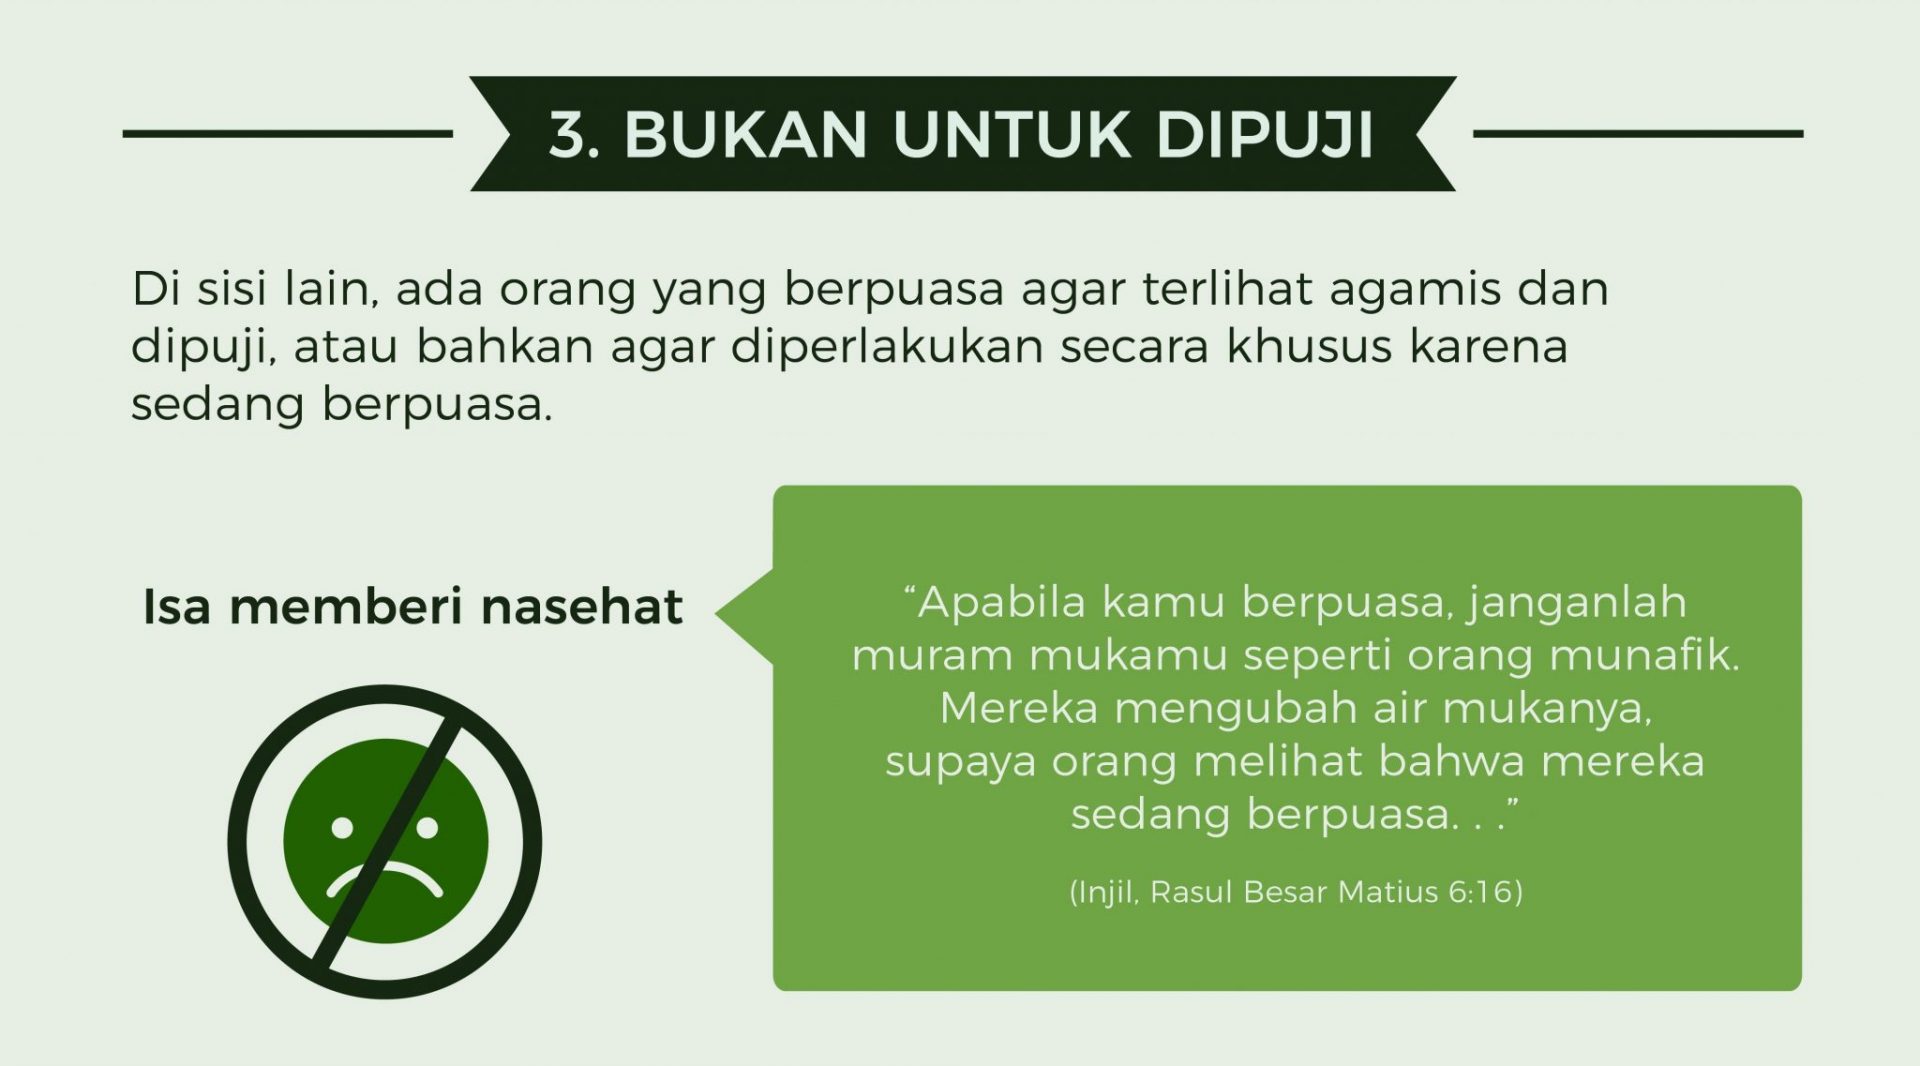 3. BUKAN UNTUK DIPUJI
Di sisi lain, ada orang yang berpuasa agar terlihat agamis dan
dipuji, atau bahkan agar diperlakukan secara khusus karena
sedang berpuasa.
Isa memberi nasehat
“Apabila kamu berpuasa, janganlah
muram mukamu seperti orang munafik.
Mereka mengubah air mukanya,
supaya orang melihat bahwa mereka
sedang berpuasa. . .”
(Injil, Rasul Besar Matius 6:16)